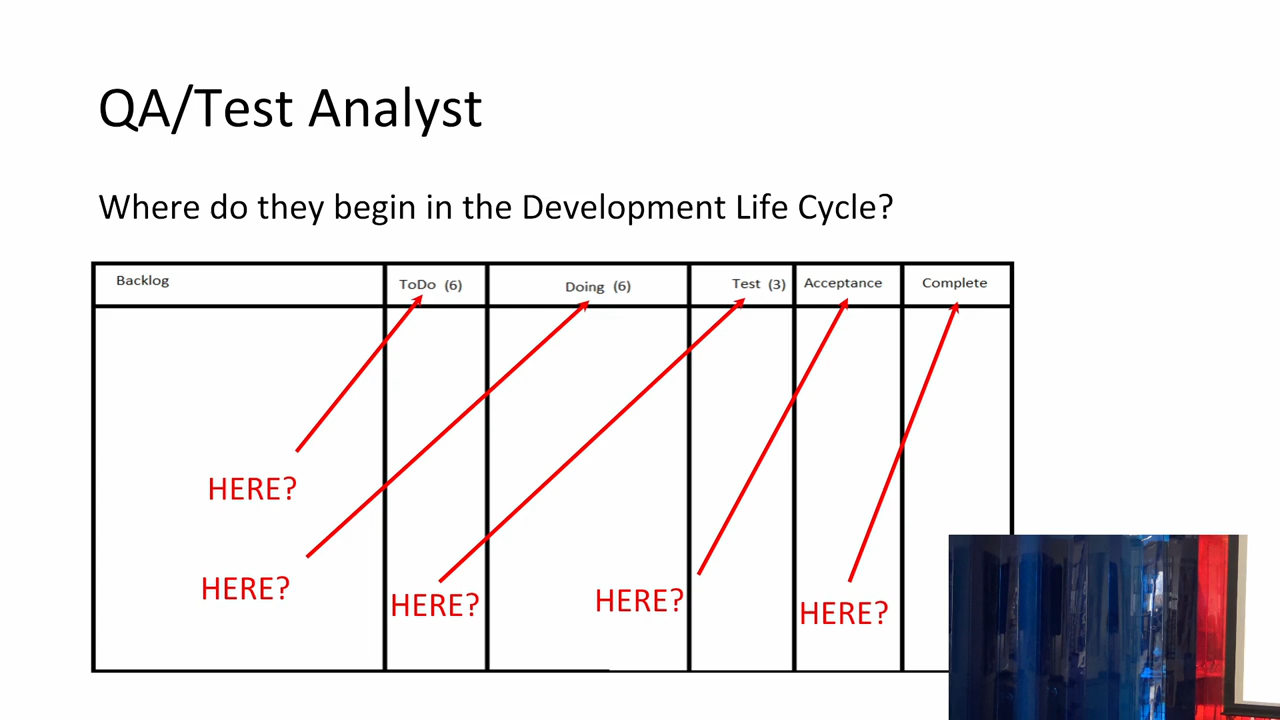 QA/Test Analyst
Where do they begin in the Development Life Cycle?
Backlog
ToDo (6)
Doing (6)
Test (3)
Acceptance
Complete
HERE?
HERE?
HERE?
HERE?
HERE?